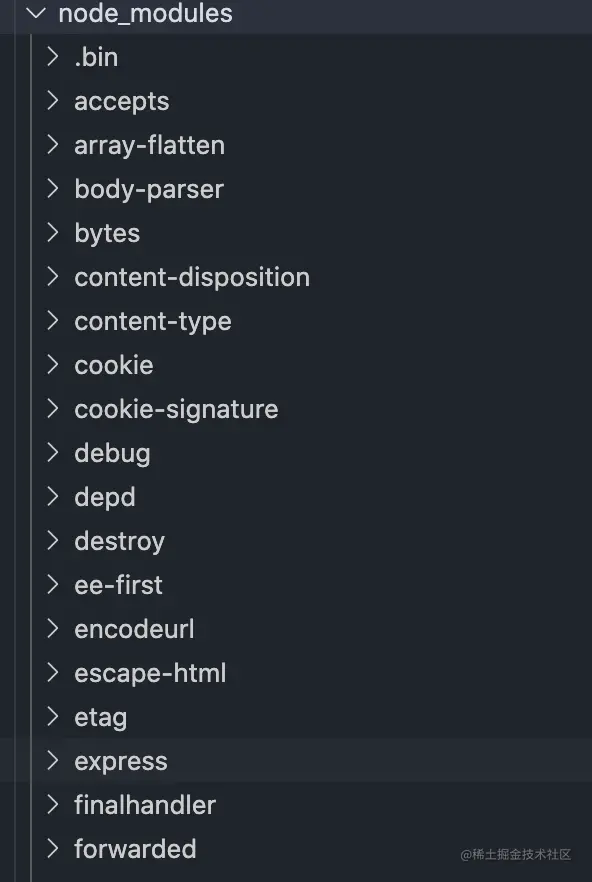 node_modules
.bin
accepts
array-flatten
body-parser
bytes
content-disposition
content-type
cookie
cookie-signature
debug
depd
destroy
ee-first
encodeurl
escape-html
etag
express
finalhandler
forwarded
@稀土掘金技术社区